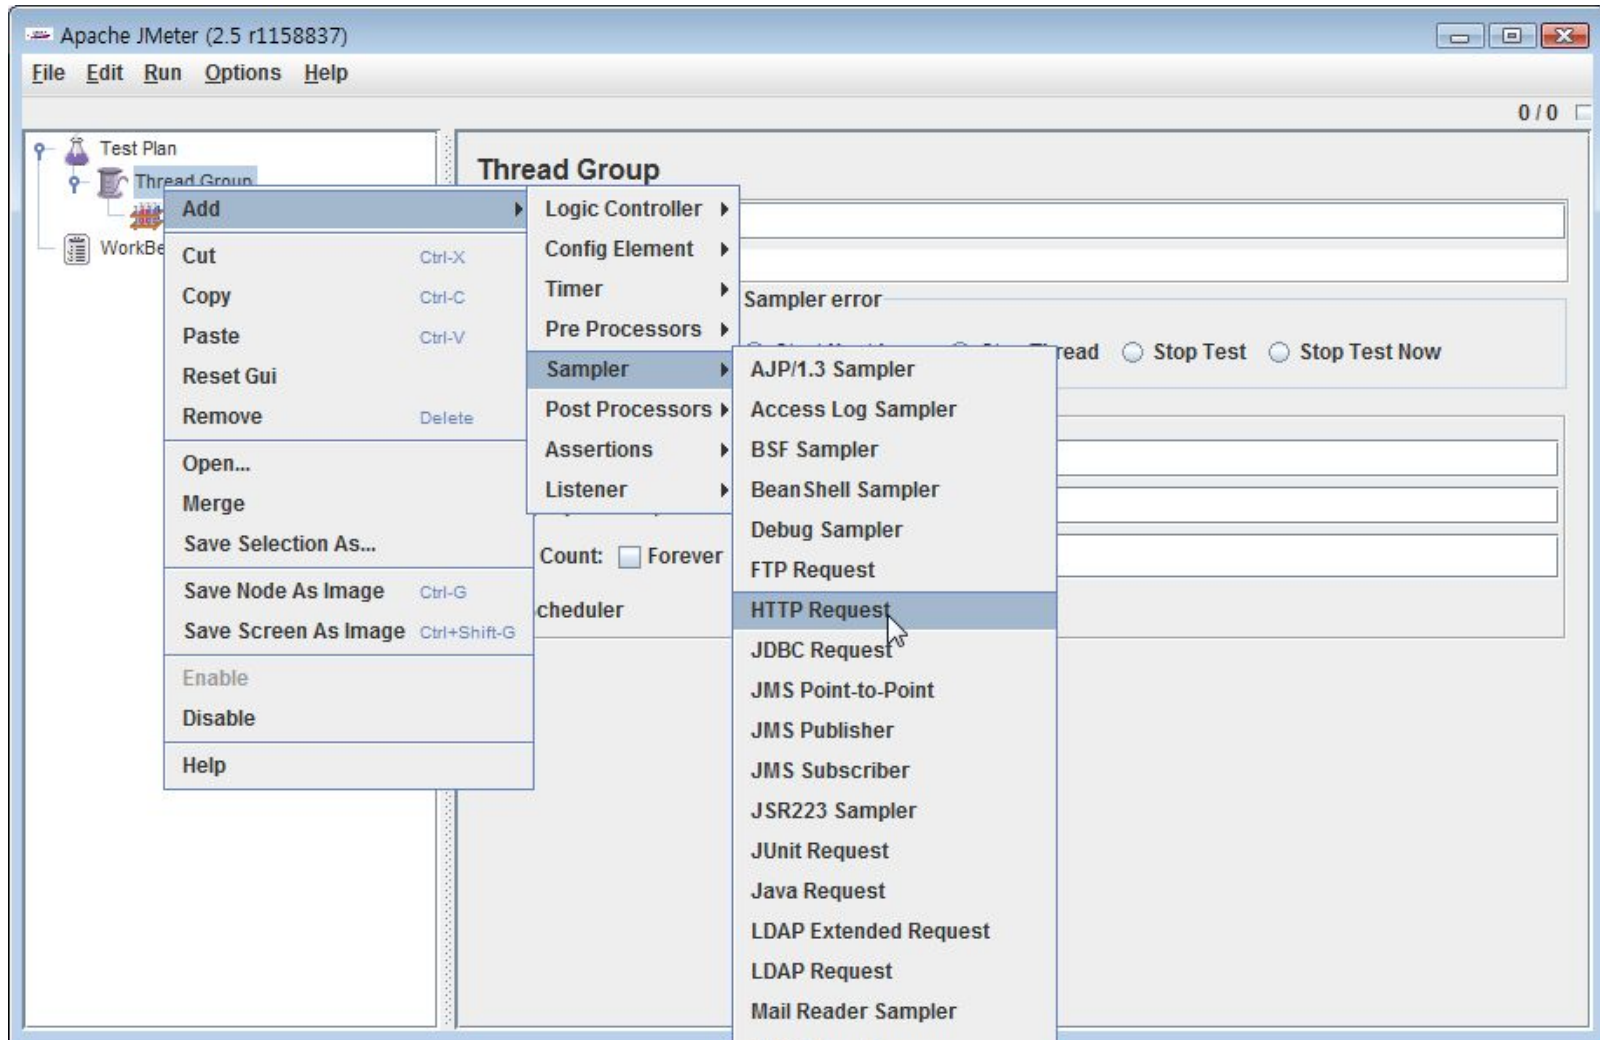 Apache JMeter (2.5 r1158837)
File Edit Run Options Help
0 / 0
Test Plan
Thread Group
WorkBe
Thread Group
Add
Cut Ctrl-X
Copy Ctrl-C
Paste Ctrl-V
Reset Gui
Remove Delete
Open...
Merge
Save Selection As...
Save Node As Image Ctrl-G
Save Screen As Image Ctrl+Shift-G
Enable
Disable
Help
Logic Controller
Config Element
Timer
Pre Processors
Sampler
Post Processors
Assertions
Listener
Sampler error
Thread Stop Test Stop Test Now
Count: Forever
cheduler
AJP/1.3 Sampler
Access Log Sampler
BSF Sampler
BeanShell Sampler
Debug Sampler
FTP Request
HTTP Request
JDBC Request
JMS Point-to-Point
JMS Publisher
JMS Subscriber
JSR223 Sampler
JUnit Request
Java Request
LDAP Extended Request
LDAP Request
Mail Reader Sampler